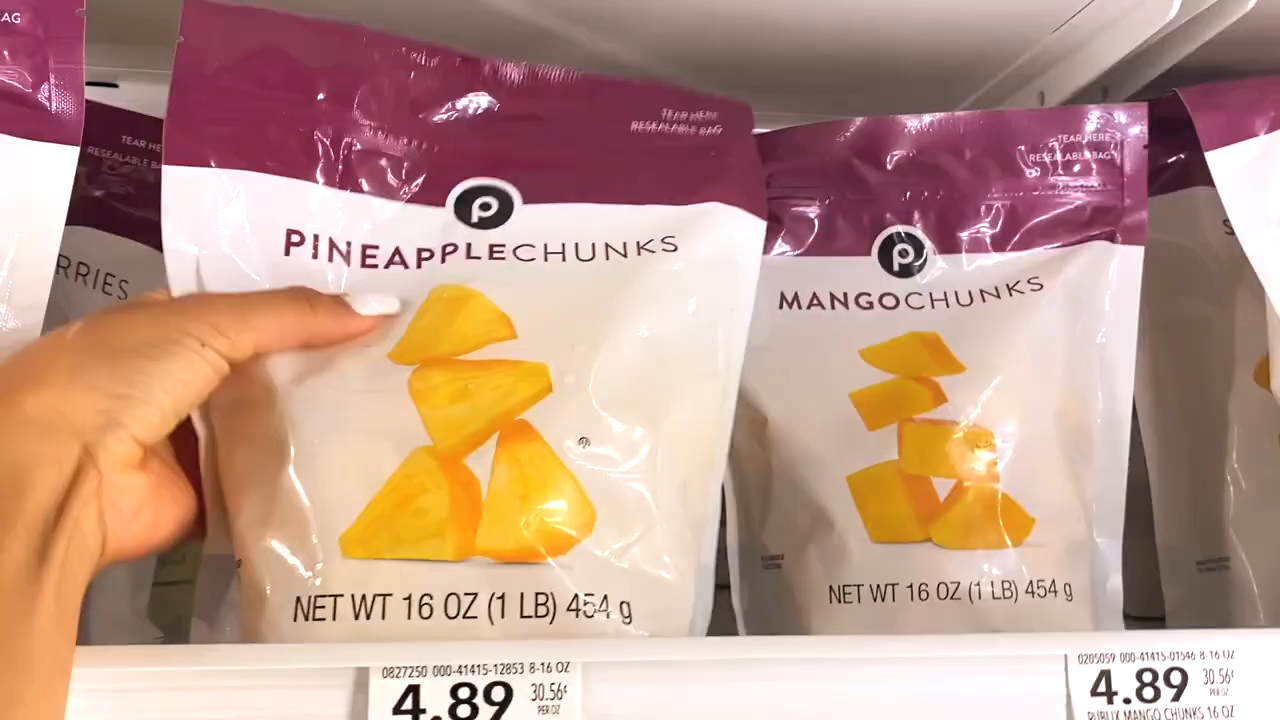 AG
TEAR HE
RESEALABLE BA
RRIES
TEAR HERE
RESEALABLE BAG
P
PINEAPPLECHUNKS
NET WT 16 OZ (1 LB) 454 g
TEAR HERE
RESEALABLE BAG
P
MANGOCHUNKS
NET WT 16 OZ (1 LB) 454 g
S
0827250 000-41415-12853 8-16 OZ
4.89 30.56¢
PER OZ
0205059 000-41415-01546 8-16 OZ
4.89 30.56¢
PER OZ
PUBLIX MANGO CHUNKS 16 OZ